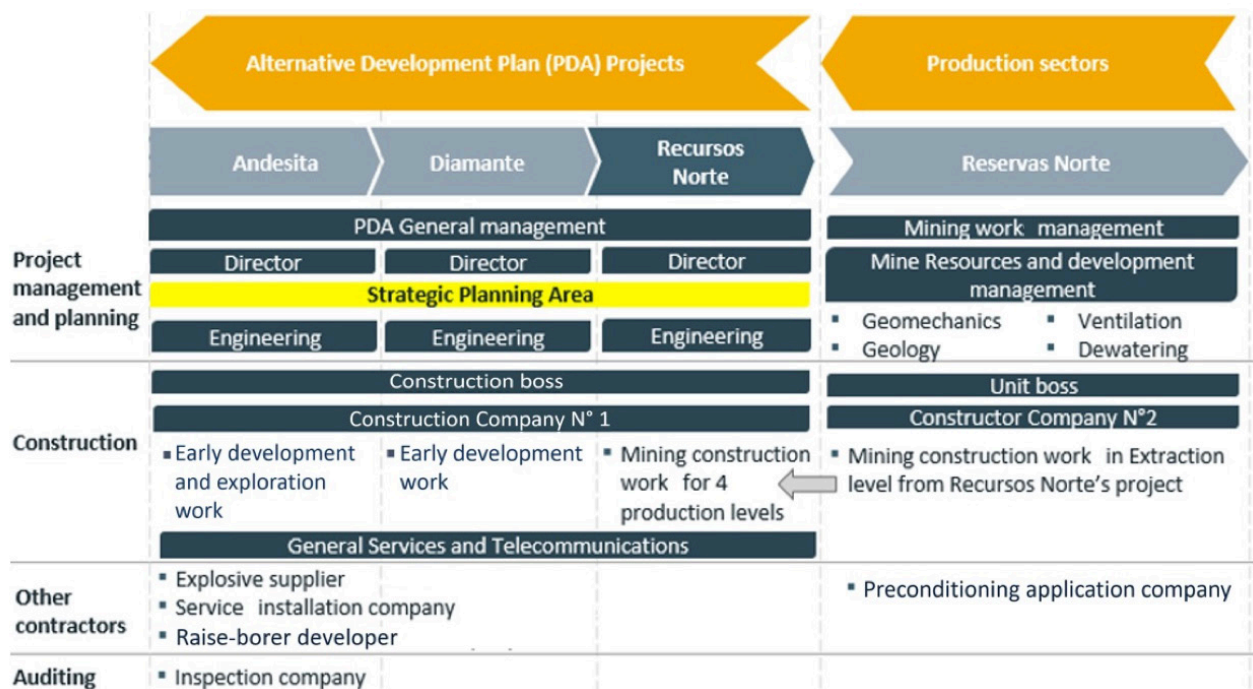 Alternative Development Plan (PDA) Projects
Production sectors
Andesita
Diamante
Recursos
Norte
Reservas Norte
Project
management
and planning
PDA General management
Mining work management
Director
Director
Director
Mine Resources and development
management
Strategic Planning Area
Engineering
Engineering
Engineering
▪ Geomechanics
▪ Geology
▪ Ventilation
▪ Dewatering
Construction
Construction boss
Unit boss
Construction Company N° 1
Constructor Company N°2
▪ Early development
and exploration
work
▪ Early development
work
▪ Mining construction
work for 4
production levels
▪ Mining construction work in Extraction
level from Recursos Norte's project
General Services and Telecommunications
Other
contractors
▪ Explosive supplier
▪ Service installation company
▪ Raise-borer developer
▪ Preconditioning application company
Auditing
▪ Inspection company